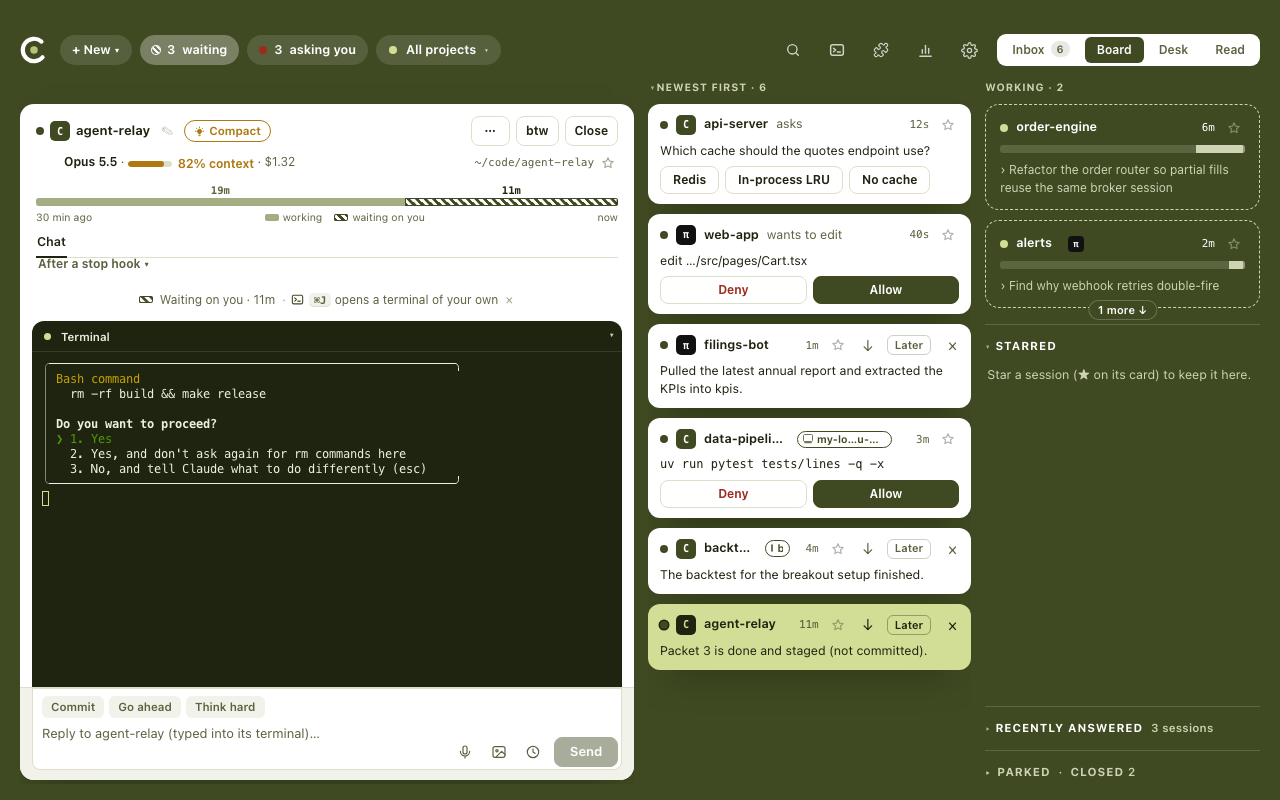 + New ▾
3 waiting
3 asking you
All projects
Inbox 6
Board
Desk
Read
C agent-relay
Compact
···
btw
Close
Opus 5.5 · 82% context · $1.32
~/code/agent-relay
19m
11m
30 min ago
working
waiting on you
now
Chat
After a stop hook ▾
Waiting on you · 11m · ⌘J opens a terminal of your own ×
Terminal
Bash command
rm -rf build && make release
Do you want to proceed?
❯ 1. Yes
2. Yes, and don't ask again for rm commands here
3. No, and tell Claude what to do differently (esc)
Commit
Go ahead
Think hard
Reply to agent-relay (typed into its terminal)...
Send
NEWEST FIRST · 6
C api-server asks 12s
Which cache should the quotes endpoint use?
Redis
In-process LRU
No cache
π web-app wants to edit 40s
edit .../src/pages/Cart.tsx
Deny
Allow
π filings-bot 1m ↓ Later ×
Pulled the latest annual report and extracted the
KPIs into kpis.
C data-pipeli... my-lo...u-... 3m
uv run pytest tests/lines -q -x
Deny
Allow
C backt... 4m ↓ Later ×
The backtest for the breakout setup finished.
C agent-relay 11m ↓ Later ×
Packet 3 is done and staged (not committed).
WORKING · 2
order-engine 6m
› Refactor the order router so partial fills
reuse the same broker session
alerts π 2m
› Find why webhook retries double-fire
1 more ↓
STARRED
Star a session (★ on its card) to keep it here.
RECENTLY ANSWERED 3 sessions
PARKED · CLOSED 2